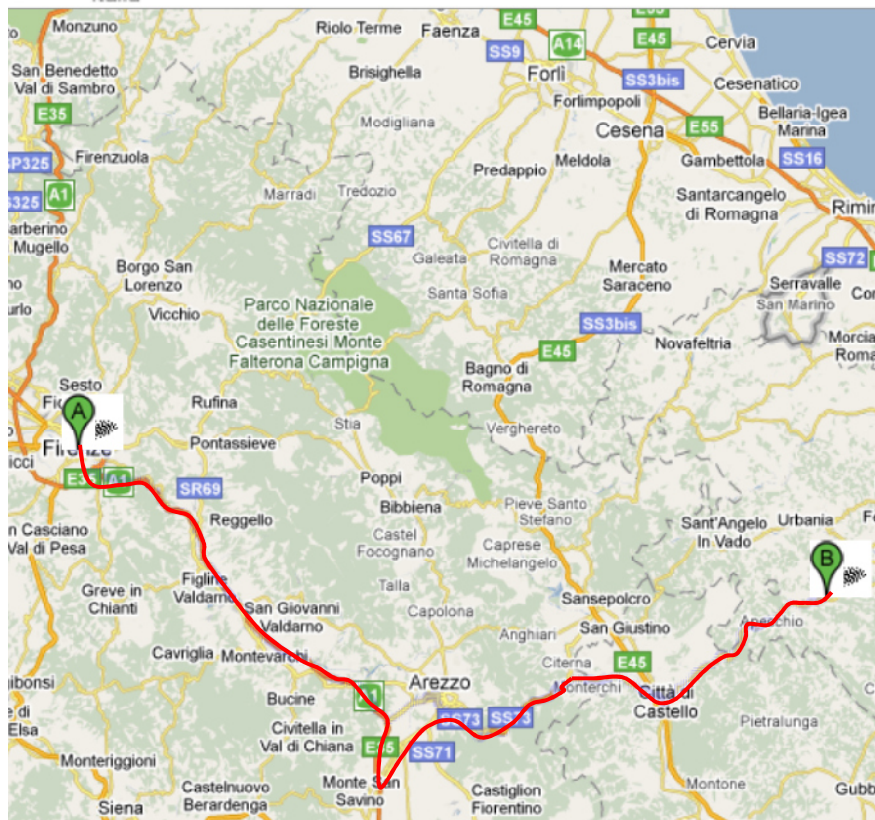 Monzuno
Riolo Terme
E45
Faenza
A14
SS9
E45
Cervia
San Benedetto
Val di Sambro
Brisighella
Forlì
SS3bis
Cesenatico
Forlimpopoli
E35
Modigliana
Cesena
E55
Bellaria-Igea
Marina
SP325
Firenzuola
Predappio
Meldola
Gambettola
SS16
S325
A1
Marradi
Tredozio
Santarcangelo
di Romagna
Rimin
arberino
Mugello
SS67
Civitella di
Romagna
Galeata
SS72
Borgo San
Lorenzo
Mercato
Saraceno
Serravalle
San Marino
Vicchio
Parco Nazionale
delle Foreste
Casentinesi Monte
Falterona Campigna
Santa Sofia
SS3bis
E45
Novafeltria
Bagno di
Romagna
Sesto
A
Rufina
Stia
Verghereto
Pontassieve
A1
SR69
Poppi
Bibbiena
Reggello
Pieve Santo
Stefano
Sant'Angelo
In Vado
Urbania
n Casciano
Val di Pesa
Castel
Focognano
Caprese
Michelangelo
B
Greve in
Chianti
Figline
Valdarno
Talla
Sansepolcro
San Giovanni
Valdarno
Capolona
Anghiari
San Giustino
Apecchio
Cavriglia
Montevarchi
Citerna
E45
Arezzo
Monterchi
Città di
Castello
Bucine
A1
SS73
SS73
Civitella in
Val di Chiana
SS71
Pietralunga
Monteriggioni
Monte San
Savino
Castelnuovo
Berardenga
Castiglion
Fiorentino
Montone
Siena